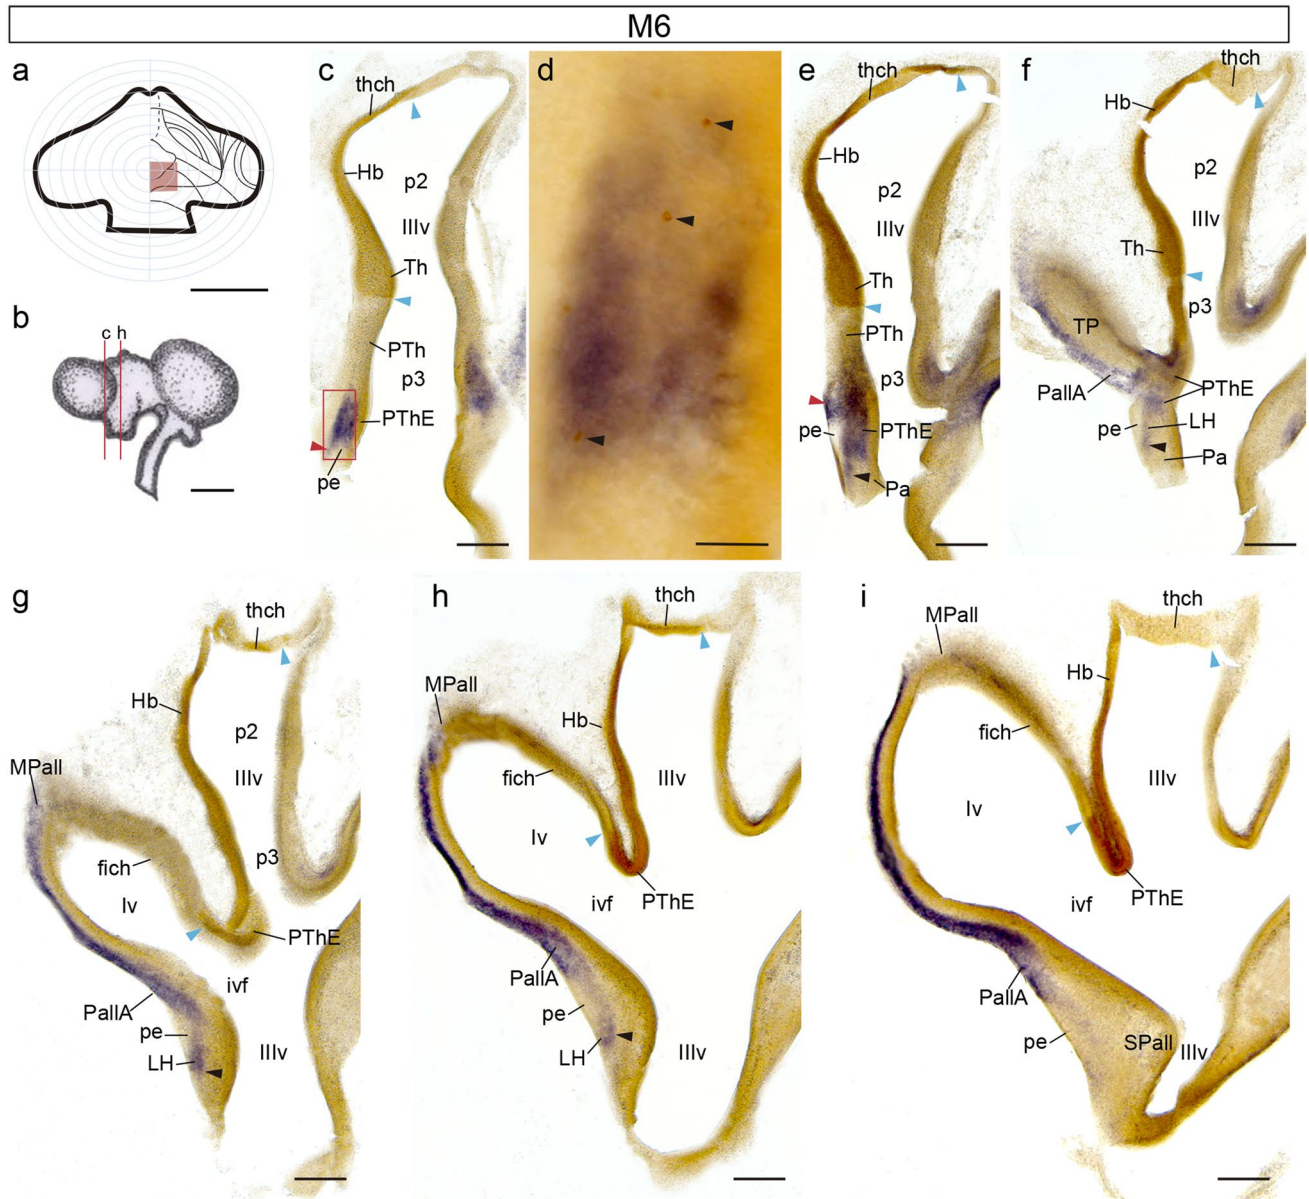 M6
a
b
c h
c
thch
Hb
p2
IIIv
Th
PTh
p3
PThE
pe
d
e
thch
Hb
p2
IIIv
Th
PTh
p3
pe
PThE
Pa
f
thch
Hb
p2
IIIv
Th
p3
TP
PallA
PThE
pe
LH
Pa
g
thch
Hb
p2
IIIv
MPall
fich
p3
lv
PThE
ivf
PallA
pe
LH
IIIv
h
thch
MPall
Hb
fich
IIIv
lv
ivf
PThE
PallA
pe
LH
IIIv
i
thch
MPall
Hb
fich
IIIv
lv
PThE
ivf
PallA
pe
SPall
IIIv